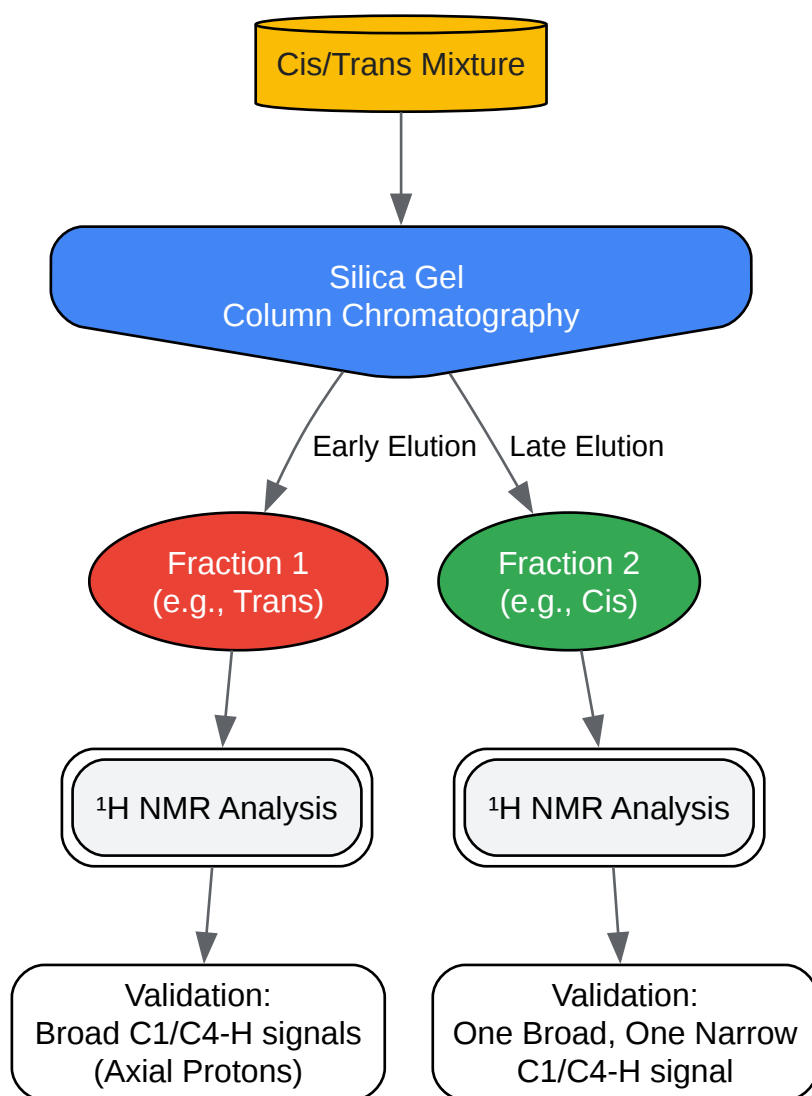 Cis/Trans Mixture
Silica Gel
Column Chromatography
Early Elution
Late Elution
Fraction 1
(e.g., Trans)
Fraction 2
(e.g., Cis)
¹H NMR Analysis
¹H NMR Analysis
Validation:
Broad C1/C4-H signals
(Axial Protons)
Validation:
One Broad, One Narrow
C1/C4-H signal